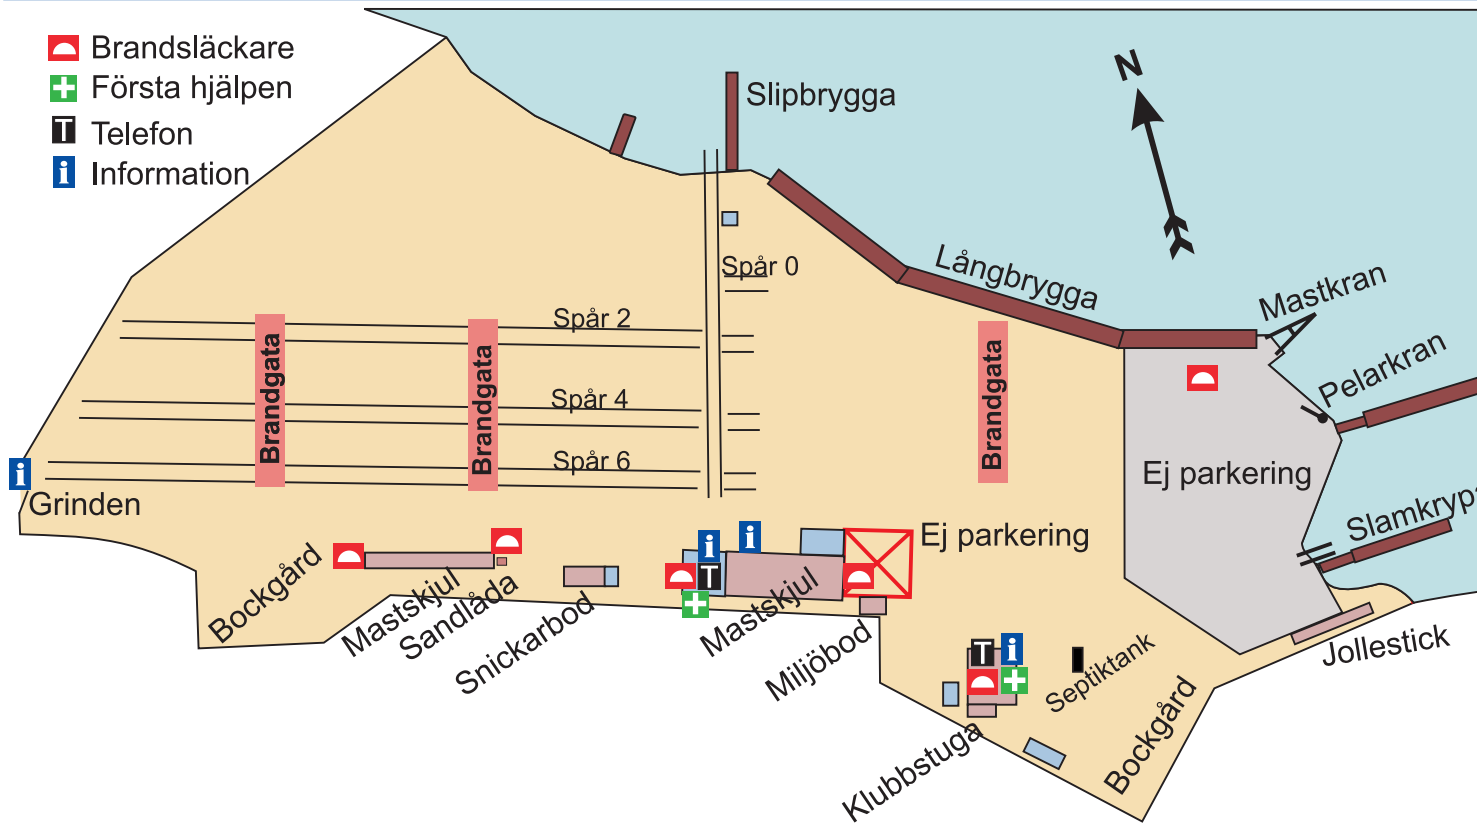 Brandsläckare
Första hjälpen
T Telefon
i Information
N
Slipbrygga
Spår 0
Långbrygga
Mastkran
Pelarkran
Spår 2
Spår 4
Spår 6
Brandgata
Brandgata
Brandgata
Ej parkering
Slamkrypa
i
Grinden
Ej parkering
i
i
T
Bockgård
Mastskjul
Sandlåda
Snickarbod
Mastskjul
Miljöbod
T
i
Septiktank
Jollestick
Klubbstuga
Bockgård